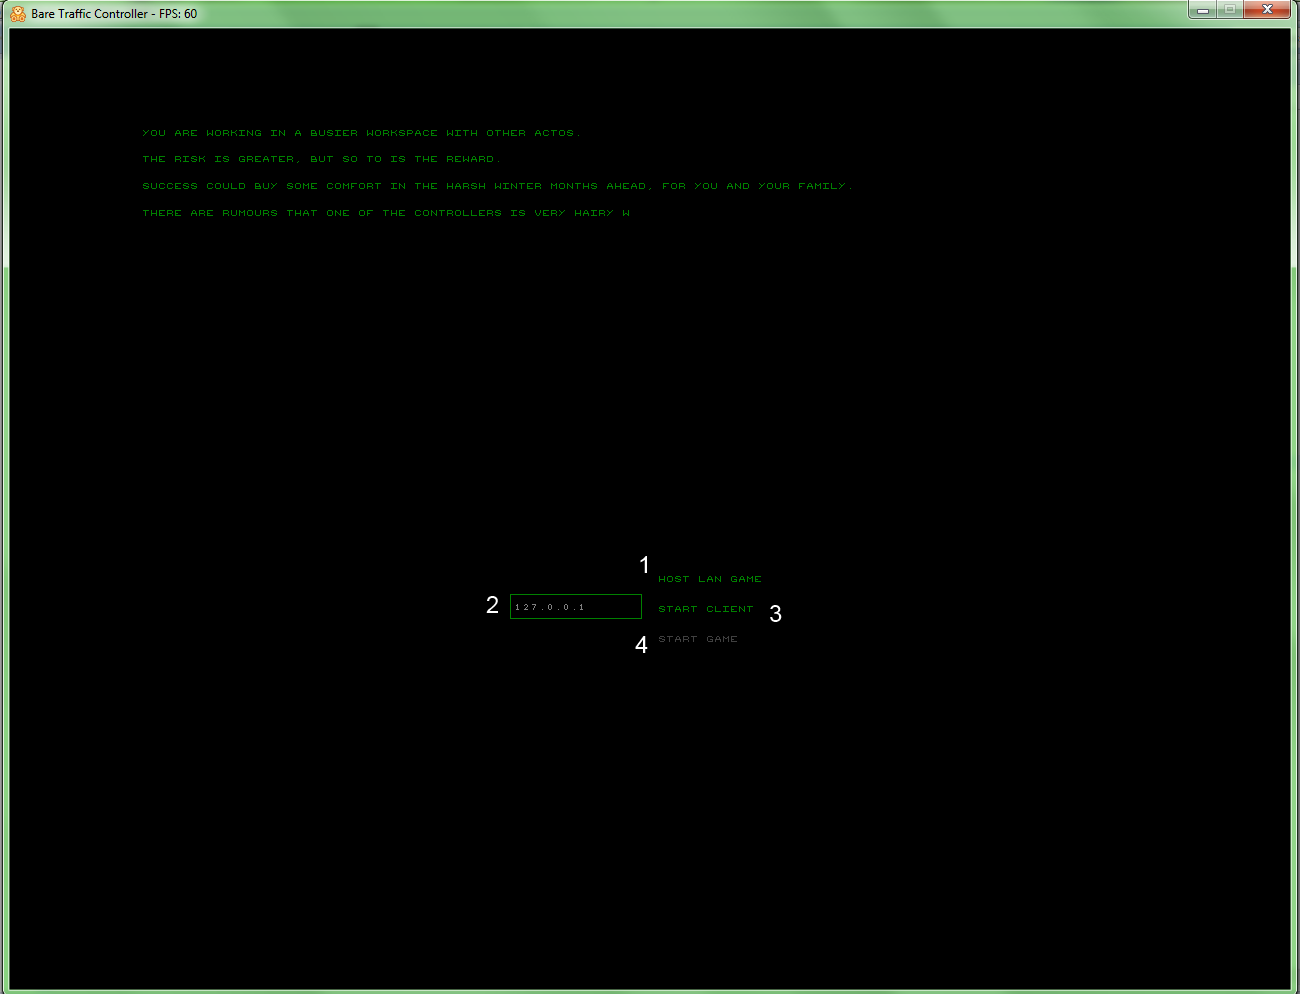 Bare Traffic Controller - FPS: 60
YOU ARE WORKING IN A BUSIER WORKSPACE WITH OTHER ACTOS.
THE RISK IS GREATER, BUT SO TO IS THE REWARD.
SUCCESS COULD BUY SOME COMFORT IN THE HARSH WINTER MONTHS AHEAD, FOR YOU AND YOUR FAMILY.
THERE ARE RUMOURS THAT ONE OF THE CONTROLLERS IS VERY HAIRY W
1 HOST LAN GAME
2 127.0.0.1 START CLIENT 3
4 START GAME